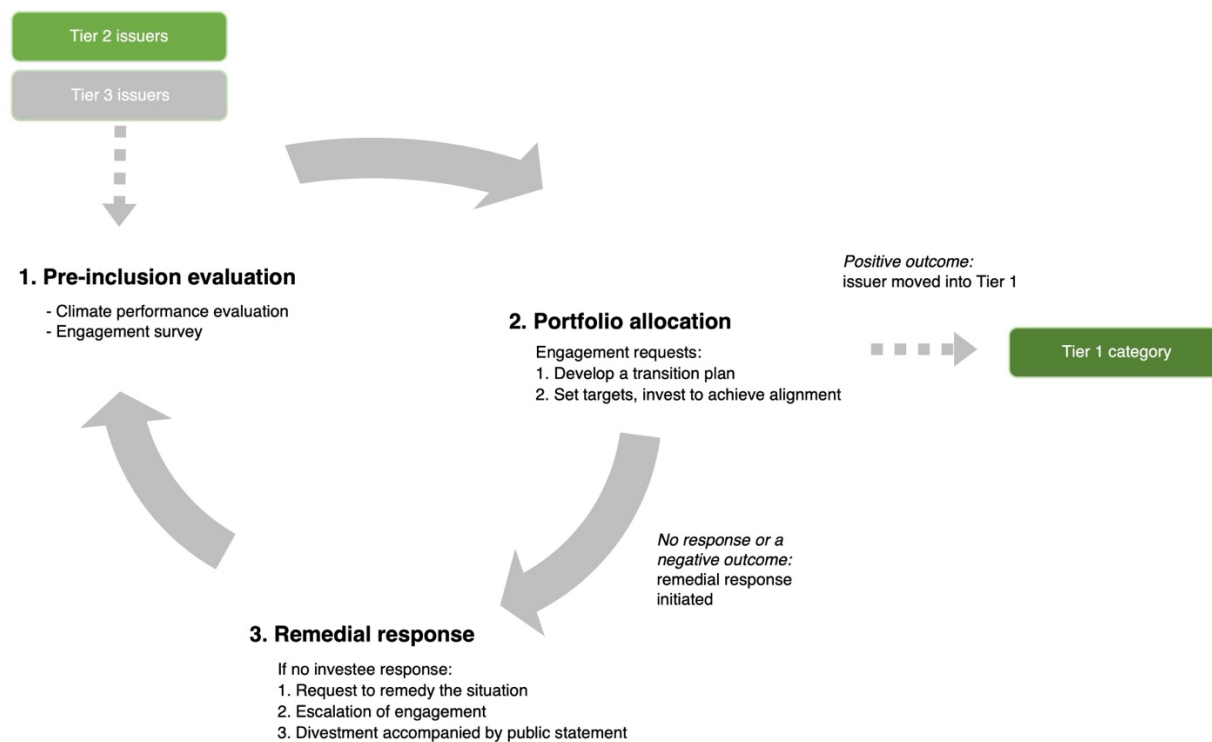 Tier 2 issuers
Tier 3 issuers
1. Pre-inclusion evaluation
- Climate performance evaluation
- Engagement survey
2. Portfolio allocation
Engagement requests:
1. Develop a transition plan
2. Set targets, invest to achieve alignment
Positive outcome:
issuer moved into Tier 1
Tier 1 category
No response or a
negative outcome:
remedial response
initiated
3. Remedial response
If no investee response:
1. Request to remedy the situation
2. Escalation of engagement
3. Divestment accompanied by public statement